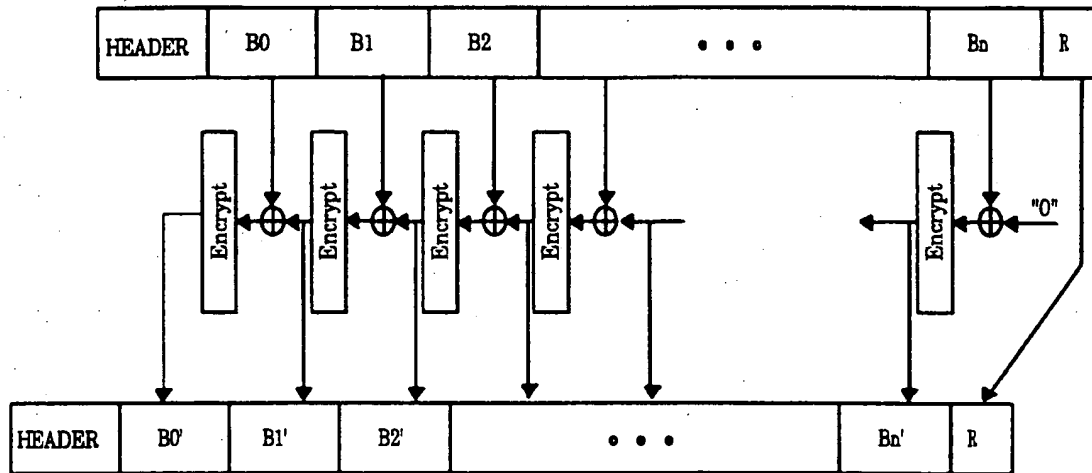 HEADER B0 B1 B2 • • • Bn R
Encrypt Encrypt Encrypt Encrypt Encrypt "0"
HEADER B0' B1' B2' • • • Bn' R